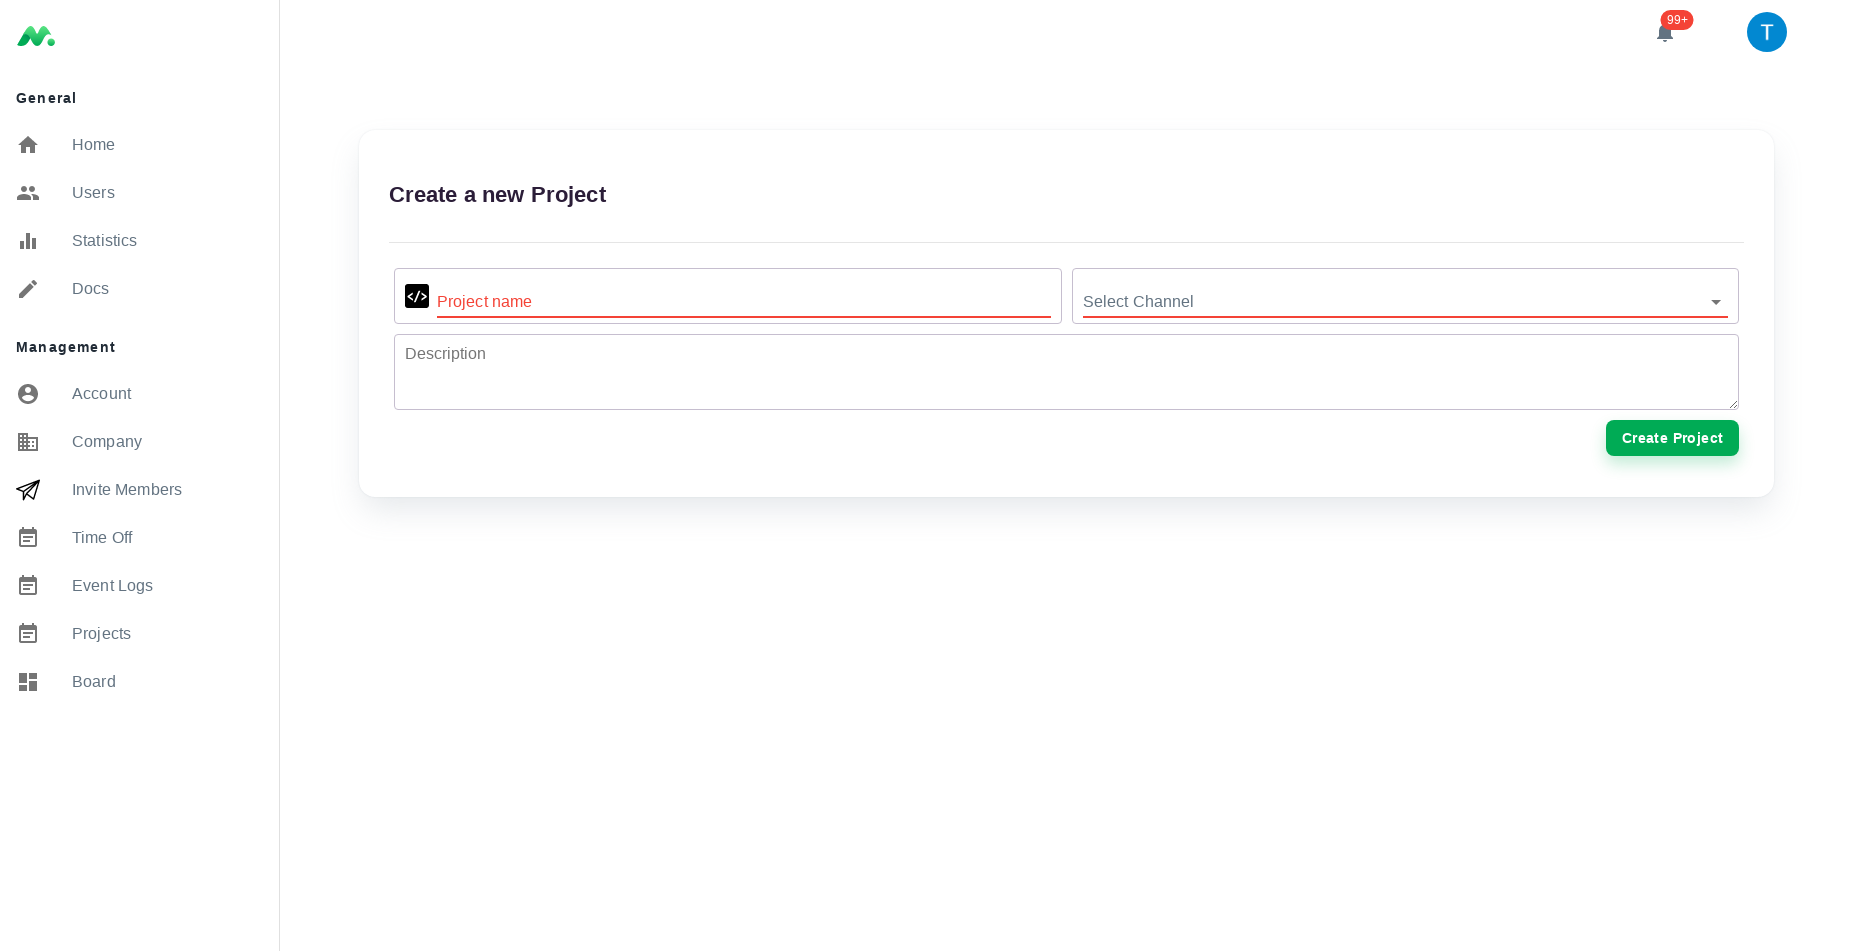 99+
T
General
Home
Users
Statistics
Docs
Management
Account
Company
Invite Members
Time Off
Event Logs
Projects
Board
Create a new Project
</> Project name
Select Channel
Description
Create Project